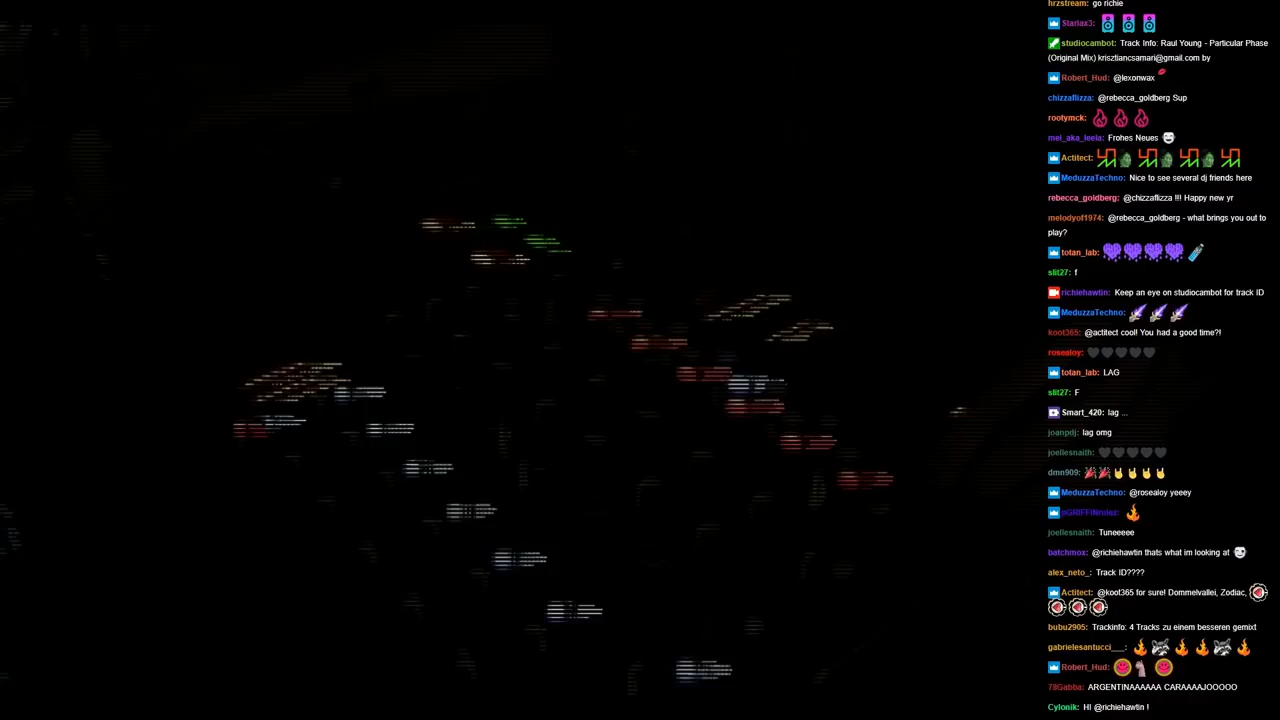 hrzstream: go richie
Starlax3:
studiocambot: Track Info: Raul Young - Particular Phase
(Original Mix) krisztiancsamari@gmail.com by
Robert_Hud: @lexonwax
chizzaflizza: @rebecca_goldberg Sup
rootymck:
mei_aka_leela: Frohes Neues
Actitect:
MeduzzaTechno: Nice to see several dj friends here
rebecca_goldberg: @chizzaflizza !!! Happy new yr
melodyof1974: @rebecca_goldberg - what brings you out to
play?
totan_lab:
slit27: f
richiehawtin: Keep an eye on studiocambot for track ID
MeduzzaTechno:
koot365: @actitect cool! You had a good time?!
rosealoy:
totan_lab: LAG
slit27: F
Smart_420: lag ...
joanpdj: lag omg
joellesnaith:
dmn909:
MeduzzaTechno: @rosealoy yeeey
joellesnaith: Tuneeeee
batchmox: @richiehawtin thats what im looking at
alex_neto_: Track ID????
Actitect: @koot365 for sure! Dommelvallei, Zodiac,
bubu2905: Trackinfo: 4 Tracks zu einem besseren gemixt
gabrielesantucci___:
Robert_Hud:
78Gabba: ARGENTINAAAAAA CARAAAAJOOOOO
Cylonik: HI @richiehawtin !